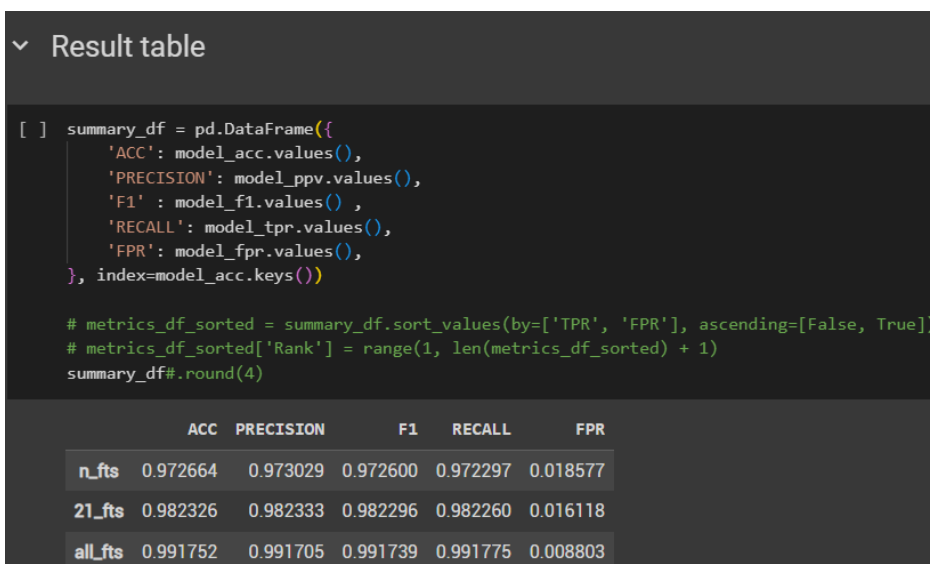 Result table
[ ] summary_df = pd.DataFrame({
'ACC': model_acc.values(),
'PRECISION': model_ppv.values(),
'F1' : model_f1.values() ,
'RECALL': model_tpr.values(),
'FPR': model_fpr.values(),
}, index=model_acc.keys())
# metrics_df_sorted = summary_df.sort_values(by=['TPR', 'FPR'], ascending=[False, True])
# metrics_df_sorted['Rank'] = range(1, len(metrics_df_sorted) + 1)
summary_df#.round(4)
ACC PRECISION F1 RECALL FPR
n_fts 0.972664 0.973029 0.972600 0.972297 0.018577
21_fts 0.982326 0.982333 0.982296 0.982260 0.016118
all_fts 0.991752 0.991705 0.991739 0.991775 0.008803